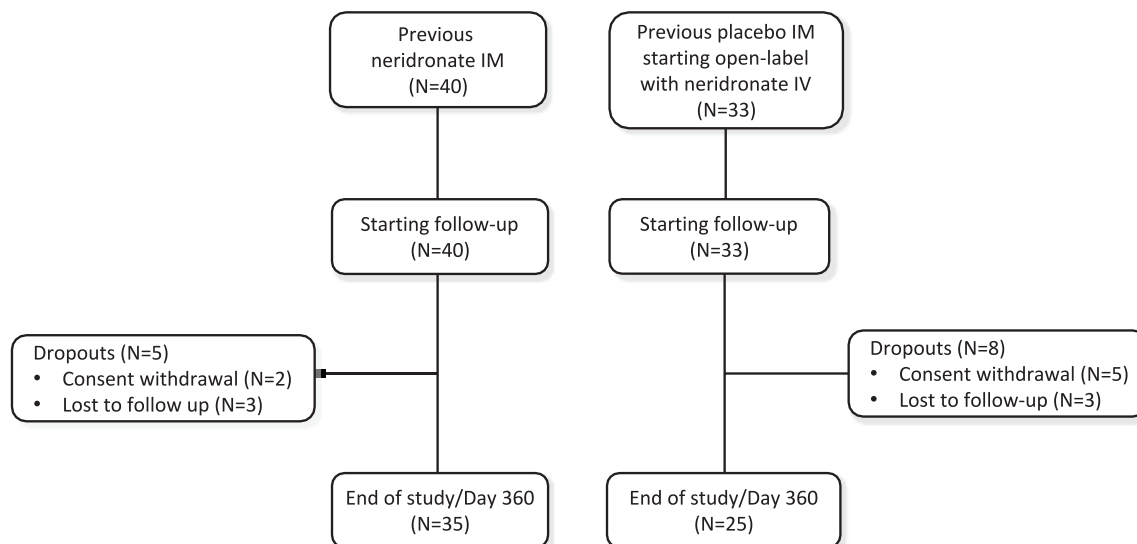 Previous
neridronate IM
(N=40)
Previous placebo IM
starting open-label
with neridronate IV
(N=33)
Starting follow-up
(N=40)
Starting follow-up
(N=33)
Dropouts (N=5)
• Consent withdrawal (N=2)
• Lost to follow up (N=3)
Dropouts (N=8)
• Consent withdrawal (N=5)
• Lost to follow-up (N=3)
End of study/Day 360
(N=35)
End of study/Day 360
(N=25)